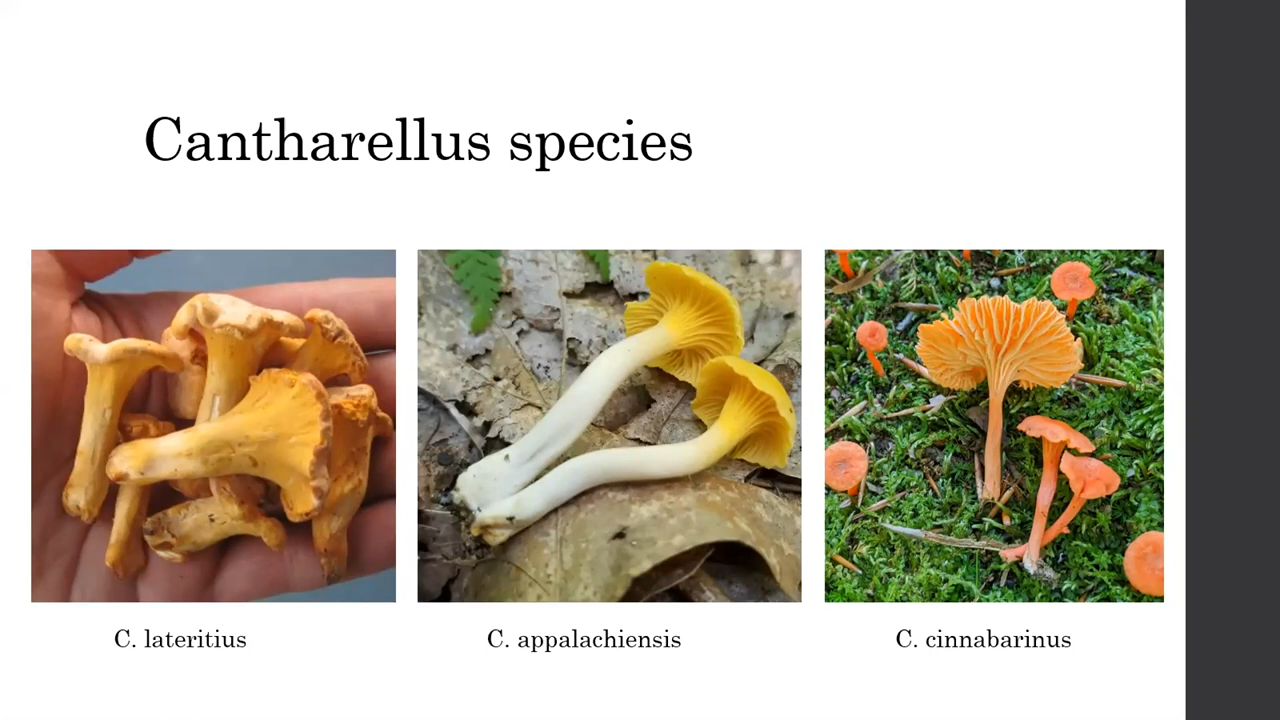 Cantharellus species
C. lateritius
C. appalachiensis
C. cinnabarinus